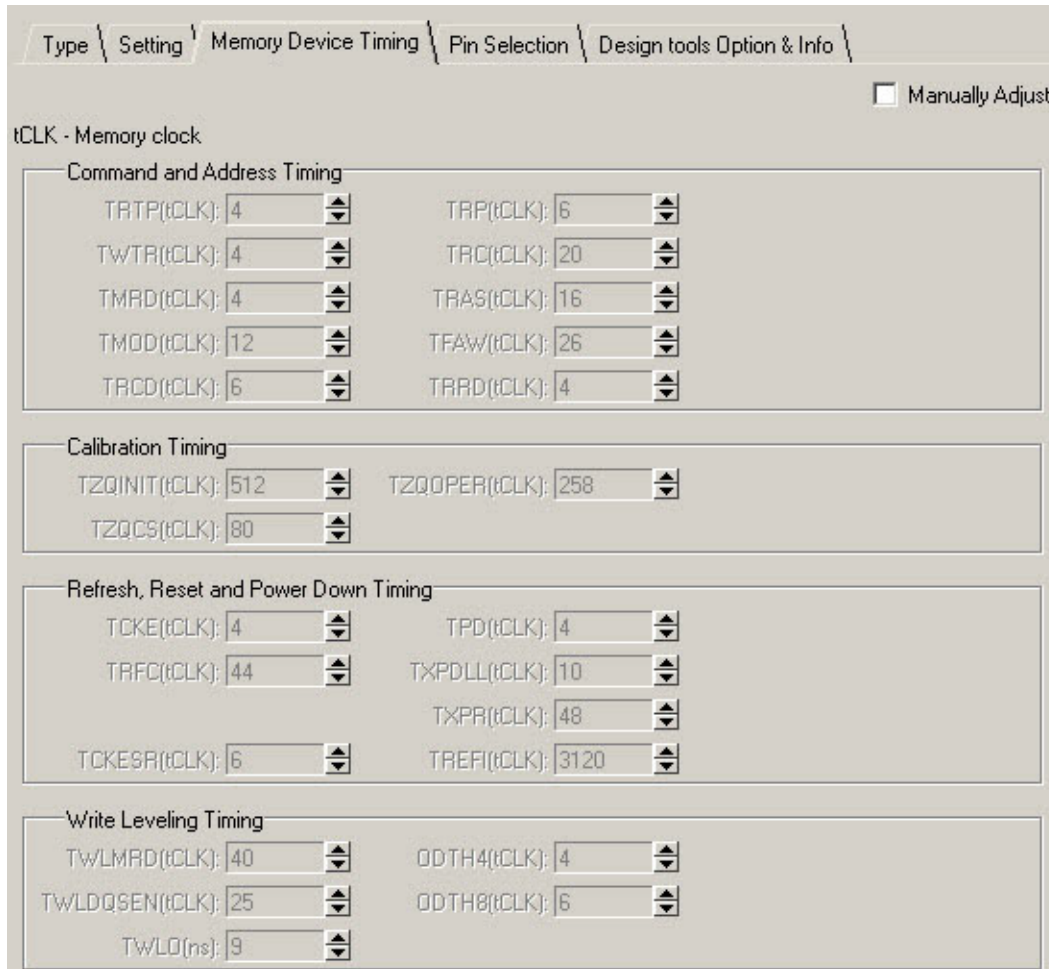 Type Setting Memory Device Timing Pin Selection Design tools Option & Info
Manually Adjust
tCLK - Memory clock
Command and Address Timing
TRTP(tCLK): 4 TRP(tCLK): 6
TWTR(tCLK): 4 TRC(tCLK): 20
TMRD(tCLK): 4 TRAS(tCLK): 16
TMOD(tCLK): 12 TFAW(tCLK): 26
TRCD(tCLK): 6 TRRD(tCLK): 4
Calibration Timing
TZQINIT(tCLK): 512 TZQOPER(tCLK): 258
TZQCS(tCLK): 80
Refresh, Reset and Power Down Timing
TCKE(tCLK): 4 TPD(tCLK): 4
TRFC(tCLK): 44 TXPDLL(tCLK): 10
TXPR(tCLK): 48
TCKESR(tCLK): 6 TREFI(tCLK): 3120
Write Leveling Timing
TWLMRD(tCLK): 40 ODTH4(tCLK): 4
TWLDQSEN(tCLK): 25 ODTH8(tCLK): 6
TWLO(ns): 9